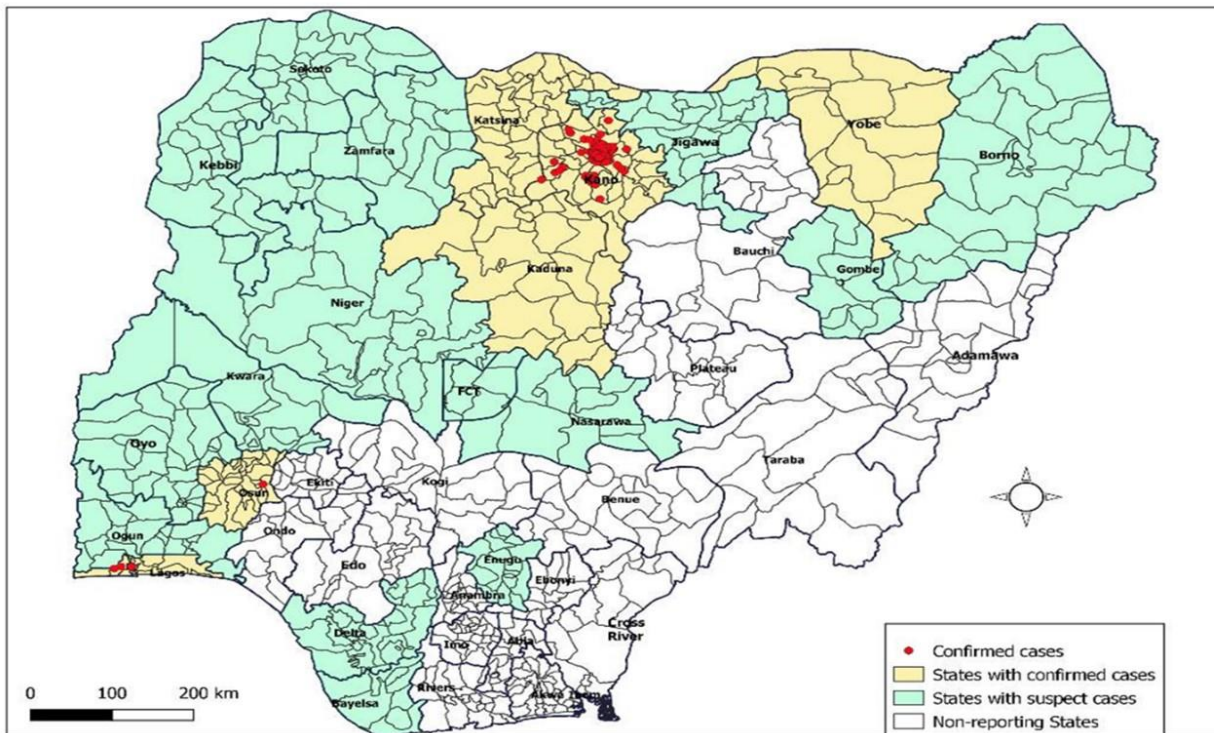 Sokoto
Katsina
Yobe
Jigawa
Zamfara
Borno
Kebbi
Kano
Bauchi
Gombe
Kaduna
Niger
Adamawa
Plateau
Kwara
FCT
Nasarawa
Oyo
Taraba
Ekiti
Kogi
Osun
Benue
Ondo
Ogun
Enugu
Edo
Lagos
Ebonyi
Anambra
Cross
River
Delta
Imo
Abia
Rivers
Akwa Ibom
Bayelsa
Confirmed cases
States with confirmed cases
States with suspect cases
Non-reporting States
0 100 200 km